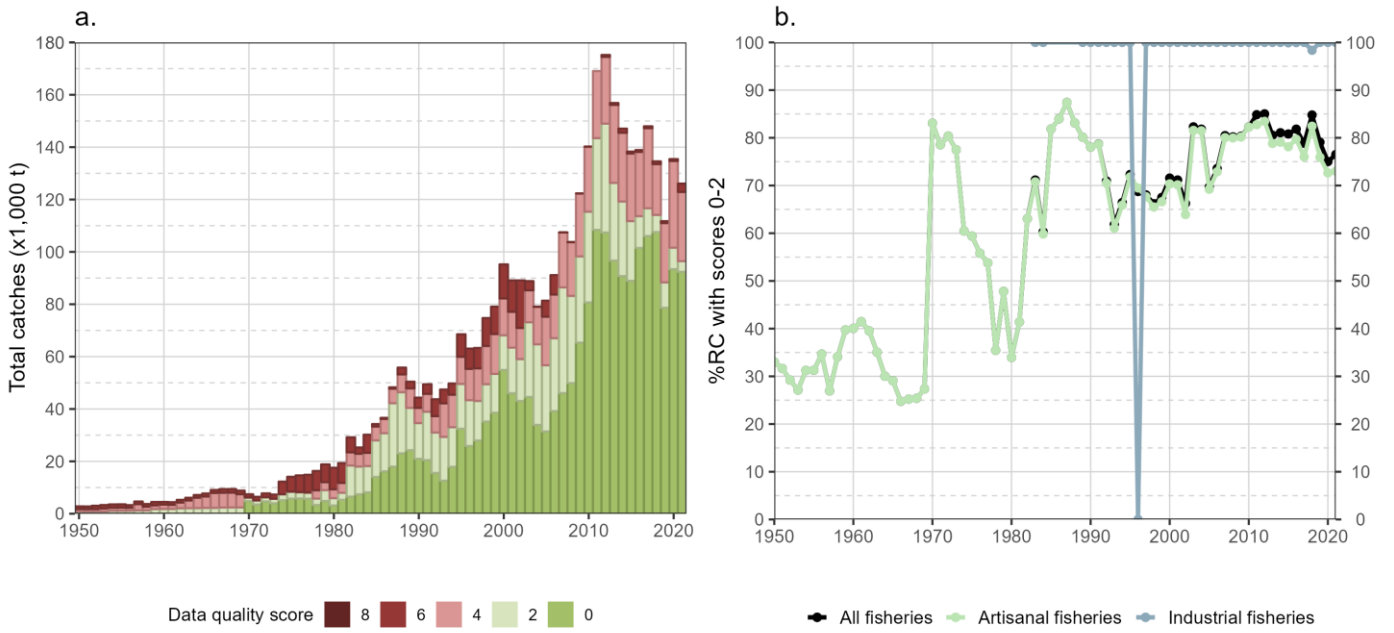 a.
Total catches (x1,000 t)
180
160
140
120
100
80
60
40
20
0
1950 1960 1970 1980 1990 2000 2010 2020
Data quality score 8 6 4 2 0
b.
%RC with scores 0-2
100 100
90 90
80 80
70 70
60 60
50 50
40 40
30 30
20 20
10 10
0 0
1950 1960 1970 1980 1990 2000 2010 2020
All fisheries Artisanal fisheries Industrial fisheries